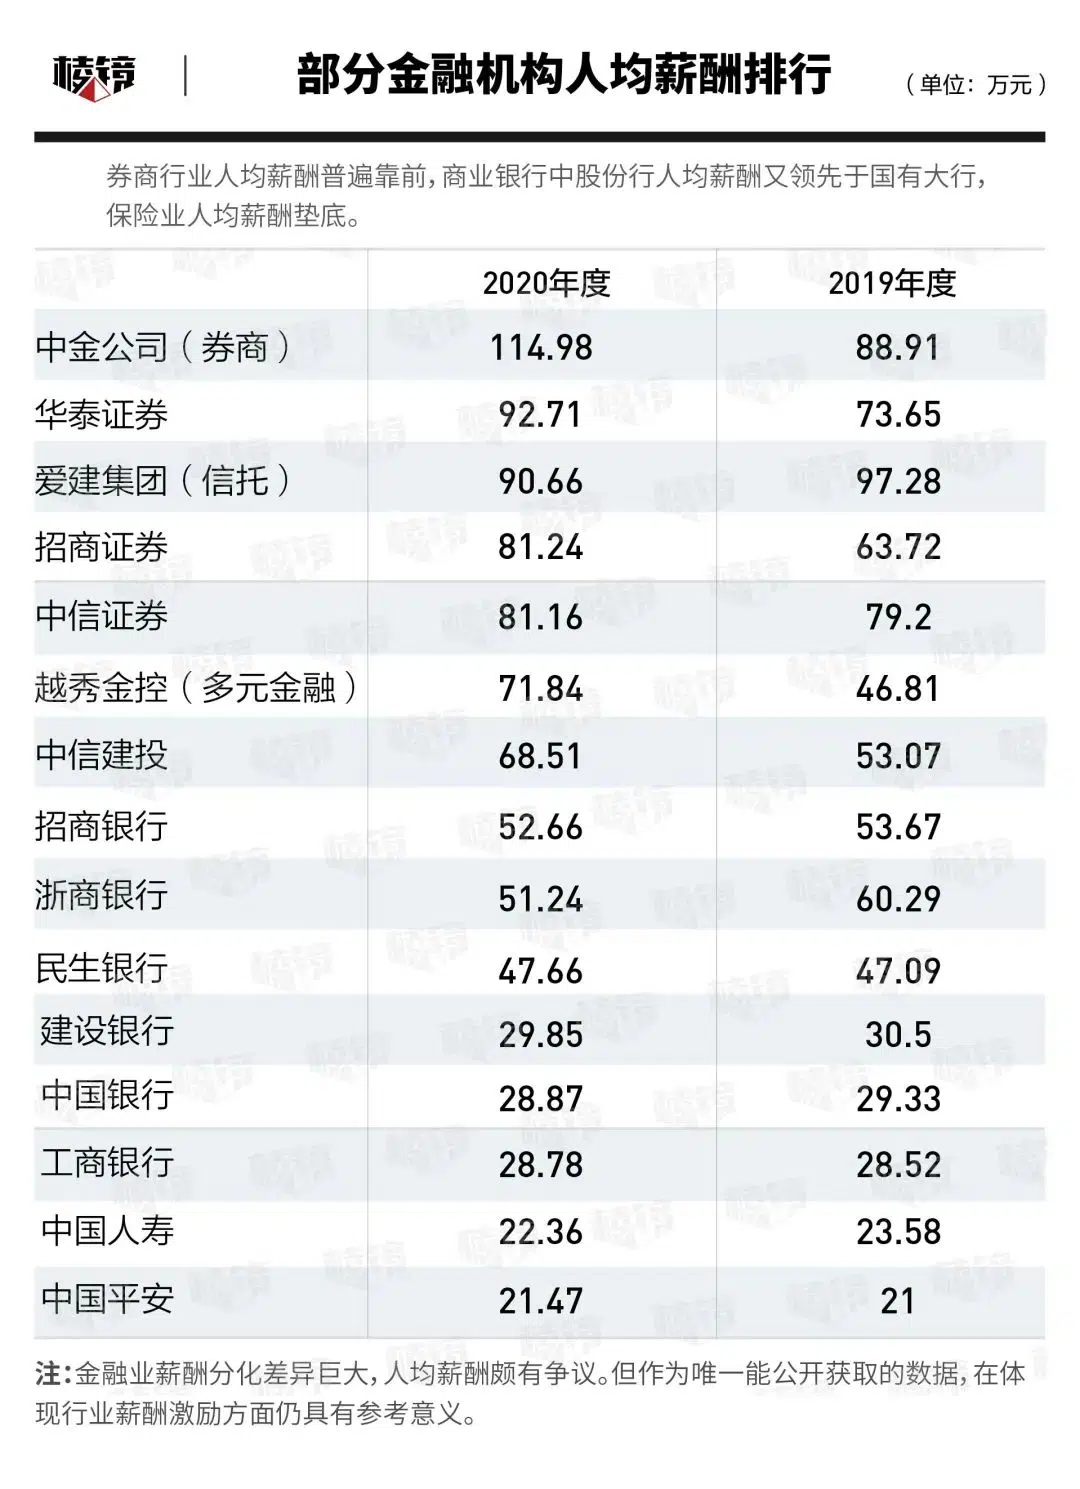 棱镜
部分金融机构人均薪酬排行 （单位：万元）
券商行业人均薪酬普遍靠前，商业银行中股份行人均薪酬又领先于国有大行，
保险业人均薪酬垫底。
2020年度 2019年度
中金公司（券商） 114.98 88.91
华泰证券 92.71 73.65
爱建集团（信托） 90.66 97.28
招商证券 81.24 63.72
中信证券 81.16 79.2
越秀金控（多元金融） 71.84 46.81
中信建投 68.51 53.07
招商银行 52.66 53.67
浙商银行 51.24 60.29
民生银行 47.66 47.09
建设银行 29.85 30.5
中国银行 28.87 29.33
工商银行 28.78 28.52
中国人寿 22.36 23.58
中国平安 21.47 21
注：金融业薪酬分化差异巨大，人均薪酬颇有争议。但作为唯一能公开获取的数据，在体
现行业薪酬激励方面仍具有参考意义。